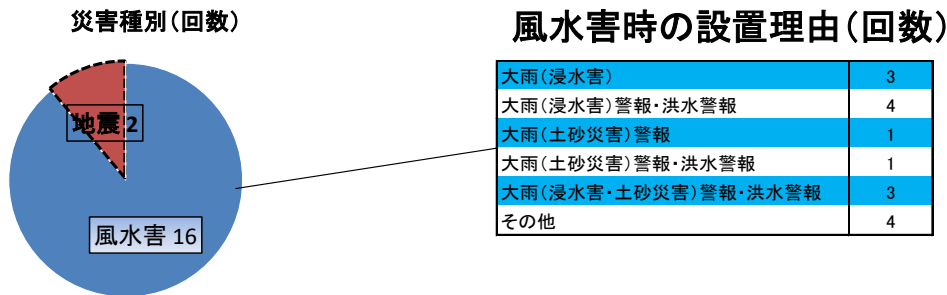 災害種別(回数)
地震 2
風水害 16
風水害時の設置理由(回数)
大雨(浸水害) 3
大雨(浸水害)警報・洪水警報 4
大雨(土砂災害)警報 1
大雨(土砂災害)警報・洪水警報 1
大雨(浸水害・土砂災害)警報・洪水警報 3
その他 4